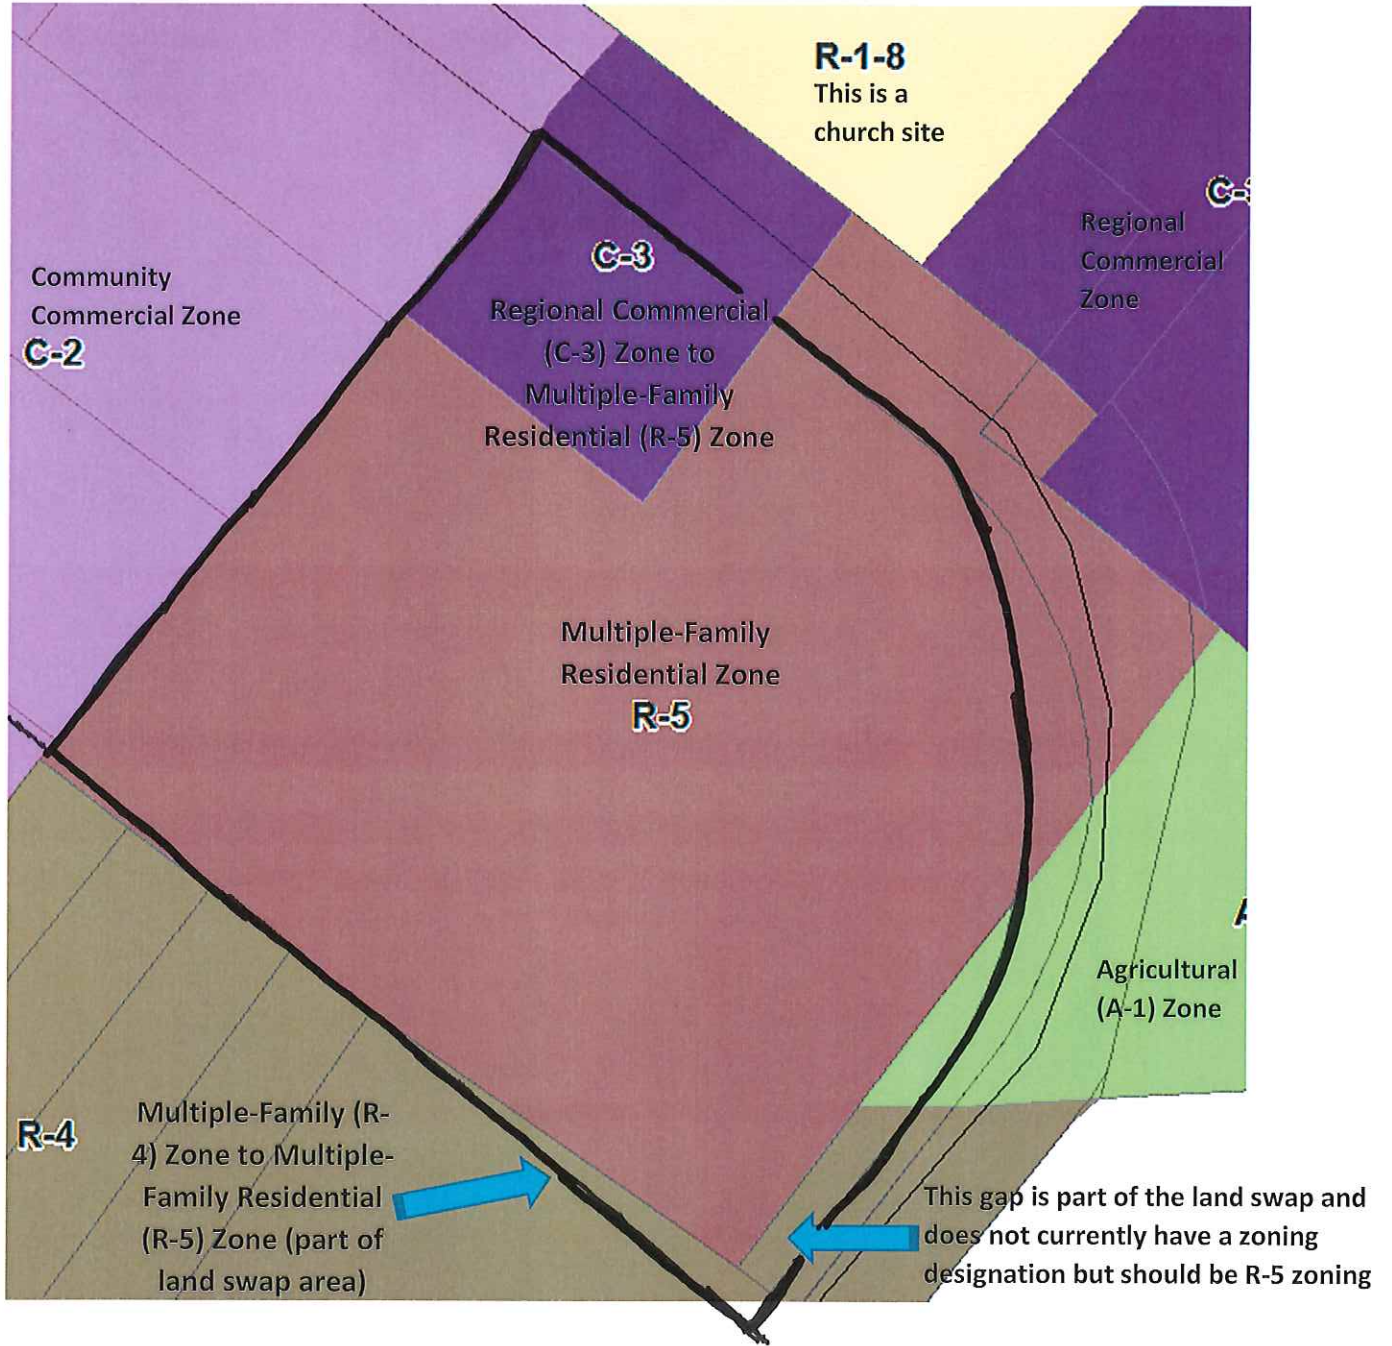 R-1-8
This is a
church site
C-3
Regional
Commercial
Zone
C-3
Regional Commercial
(C-3) Zone to
Multiple-Family
Residential (R-5) Zone
Community
Commercial Zone
C-2
Multiple-Family
Residential Zone
R-5
A
Agricultural
(A-1) Zone
R-4
Multiple-Family (R-
4) Zone to Multiple-
Family Residential
(R-5) Zone (part of
land swap area)
This gap is part of the land swap and
does not currently have a zoning
designation but should be R-5 zoning